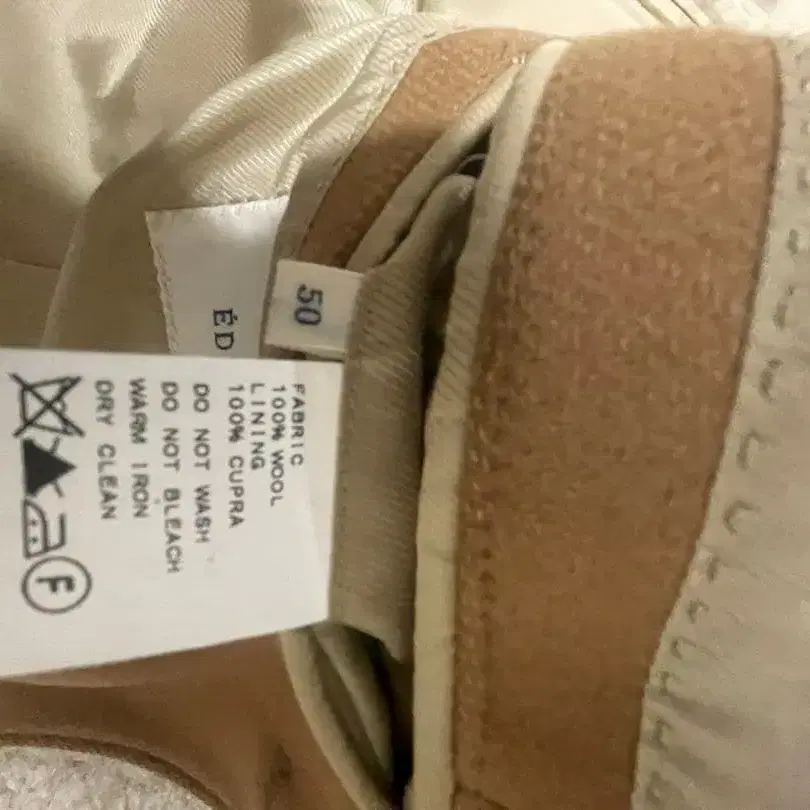 ÉD
50
FABRIC
100% WOOL
LINING
100% CUPRA
DO NOT WASH
DO NOT BLEACH
WARM IRON
DRY CLEAN
F